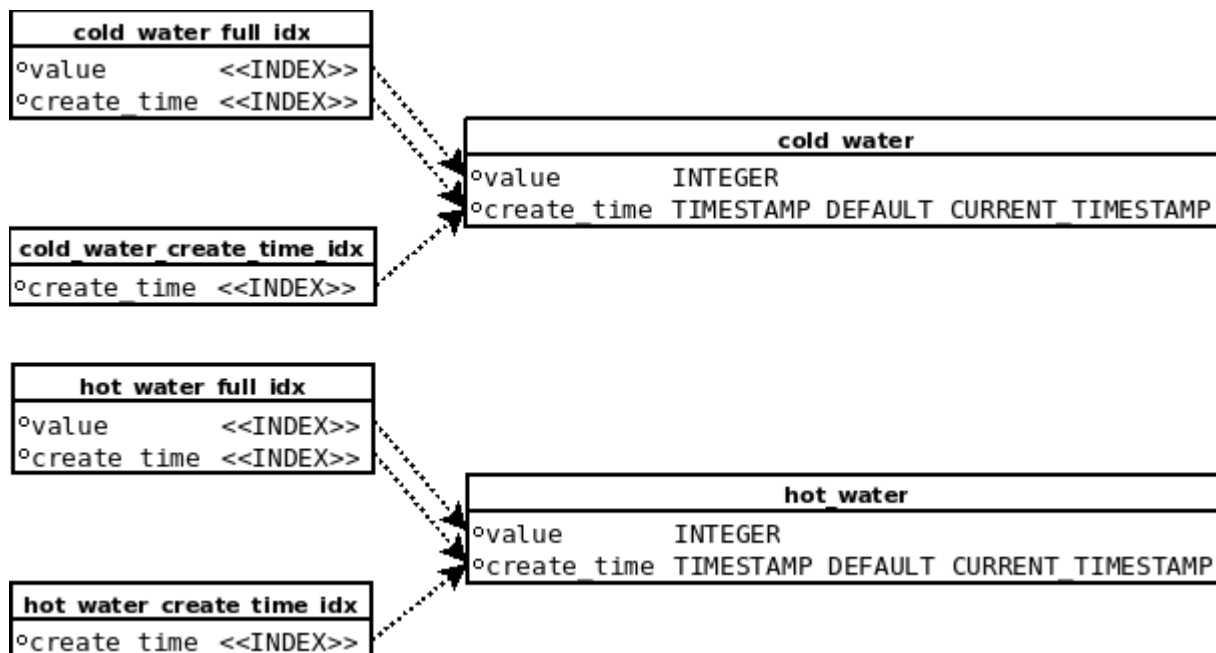 cold_water_full_idx
value <<INDEX>>
create_time <<INDEX>>
cold_water
value INTEGER
create_time TIMESTAMP DEFAULT CURRENT_TIMESTAMP
cold_water_create_time_idx
create_time <<INDEX>>
hot_water_full_idx
value <<INDEX>>
create_time <<INDEX>>
hot_water
value INTEGER
create_time TIMESTAMP DEFAULT CURRENT_TIMESTAMP
hot_water_create_time_idx
create_time <<INDEX>>